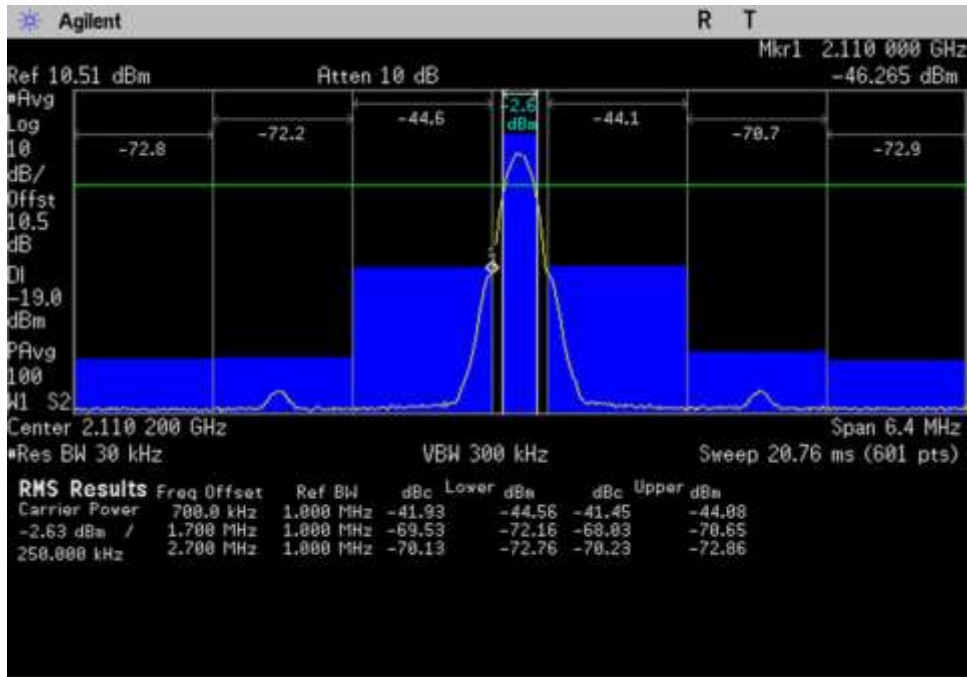 Agilent R T
Mkr1 2.110 000 GHz
Ref 10.51 dBm Atten 10 dB -46.265 dBm
#Avg
Log
10
dB/
Offst
10.5
dB
DI
-19.0
dBm
PAvg
100
W1 S2
-72.8
-72.2
-44.6
-2.6
dBm
-44.1
-70.7
-72.9
Center 2.110 200 GHz Span 6.4 MHz
#Res BW 30 kHz VBW 300 kHz Sweep 20.76 ms (601 pts)
RMS Results Freq Offset Ref BW dBc Lower dBm dBc Upper dBm
Carrier Power 700.0 kHz 1.000 MHz -41.93 -44.56 -41.45 -44.08
-2.63 dBm / 1.700 MHz 1.000 MHz -69.53 -72.16 -68.03 -70.65
250.000 kHz 2.700 MHz 1.000 MHz -70.13 -72.76 -70.23 -72.86